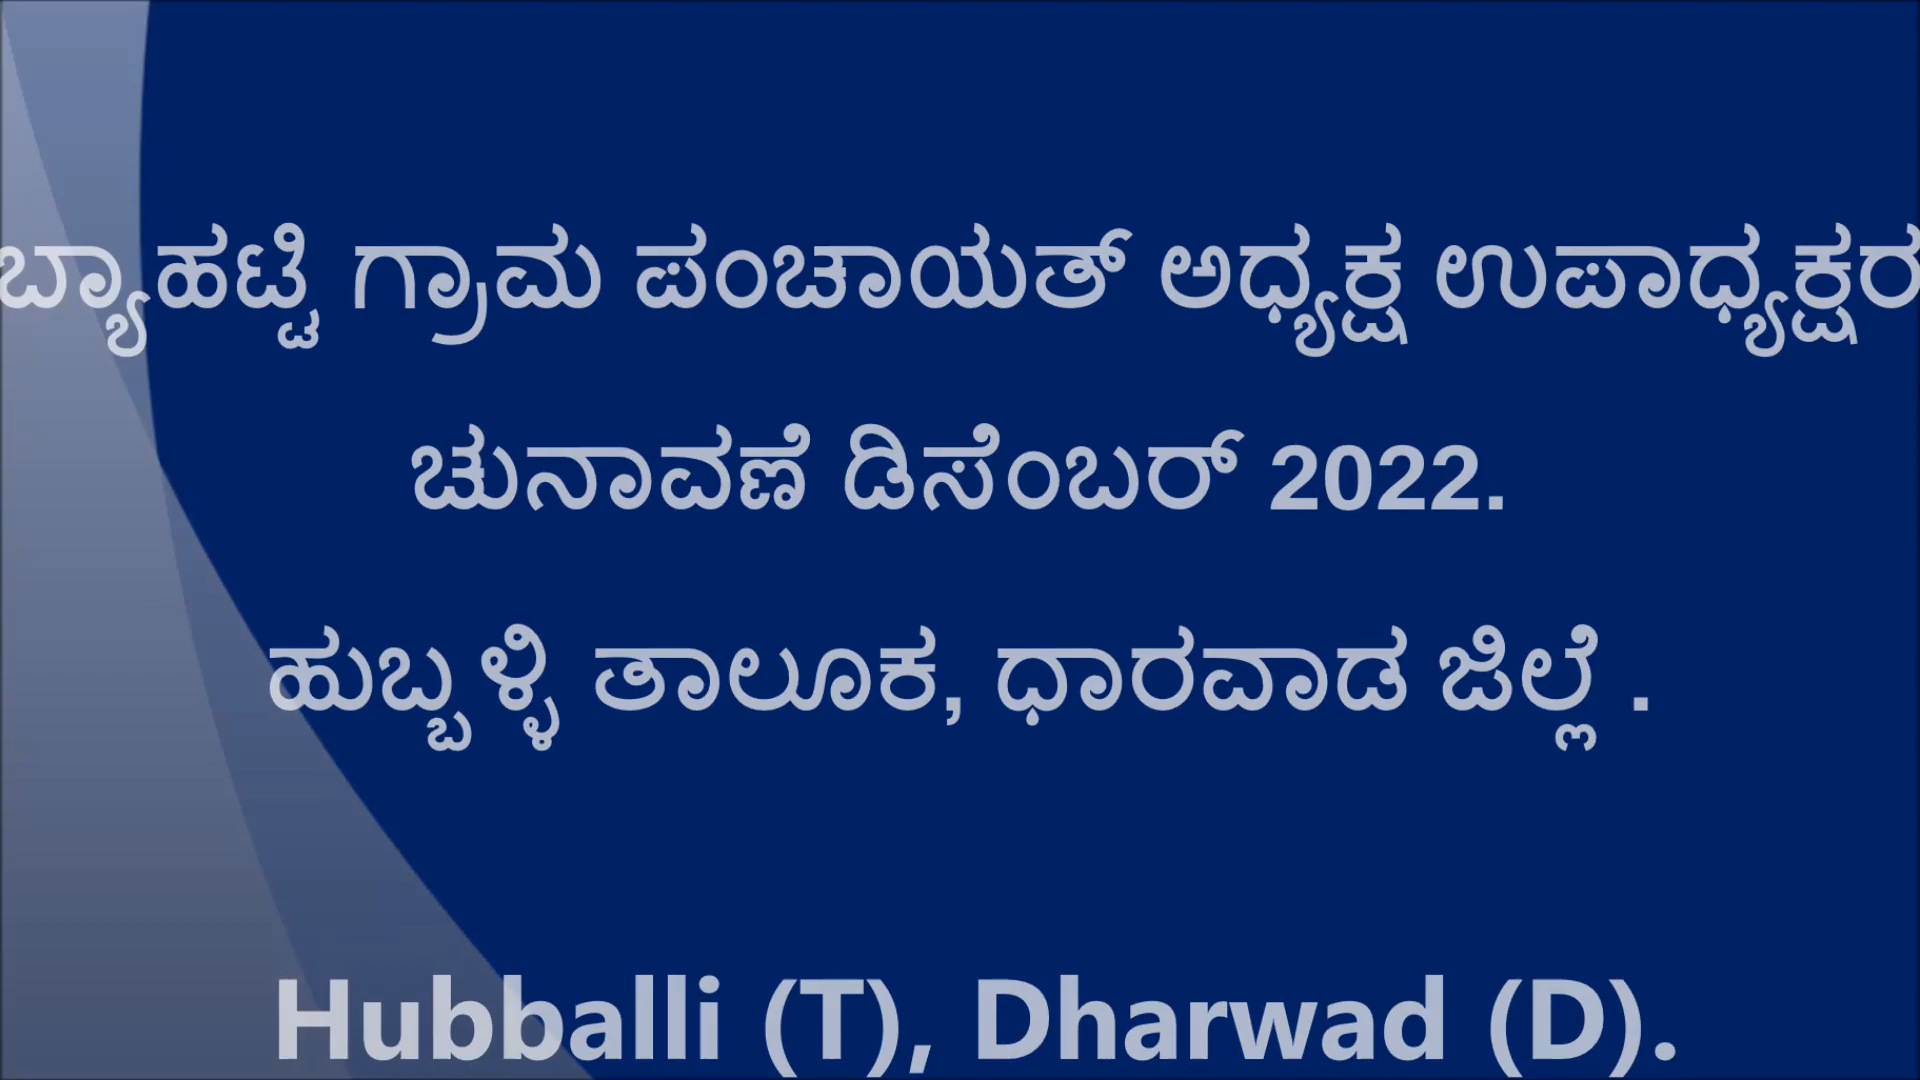 ಬ್ಯಾಹಟ್ಟಿ ಗ್ರಾಮ ಪಂಚಾಯತ್ ಅಧ್ಯಕ್ಷ ಉಪಾಧ್ಯಕ್ಷರ
ಚುನಾವಣೆ ಡಿಸೆಂಬರ್ 2022.
ಹುಬ್ಬಳ್ಳಿ ತಾಲೂಕ, ಧಾರವಾಡ ಜಿಲ್ಲೆ .
Hubballi (T), Dharwad (D).